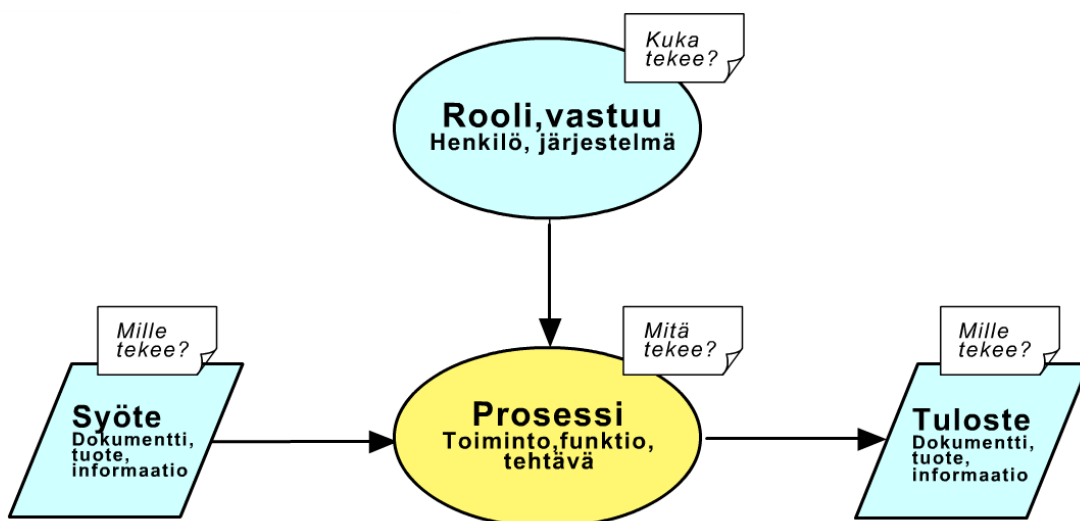 Kuka
tekee?
Rooli,vastuu
Henkilö, järjestelmä
Mille
tekee?
Syöte
Dokumentti,
tuote,
informaatio
Mitä
tekee?
Prosessi
Toiminto,funktio,
tehtävä
Mille
tekee?
Tuloste
Dokumentti,
tuote,
informaatio